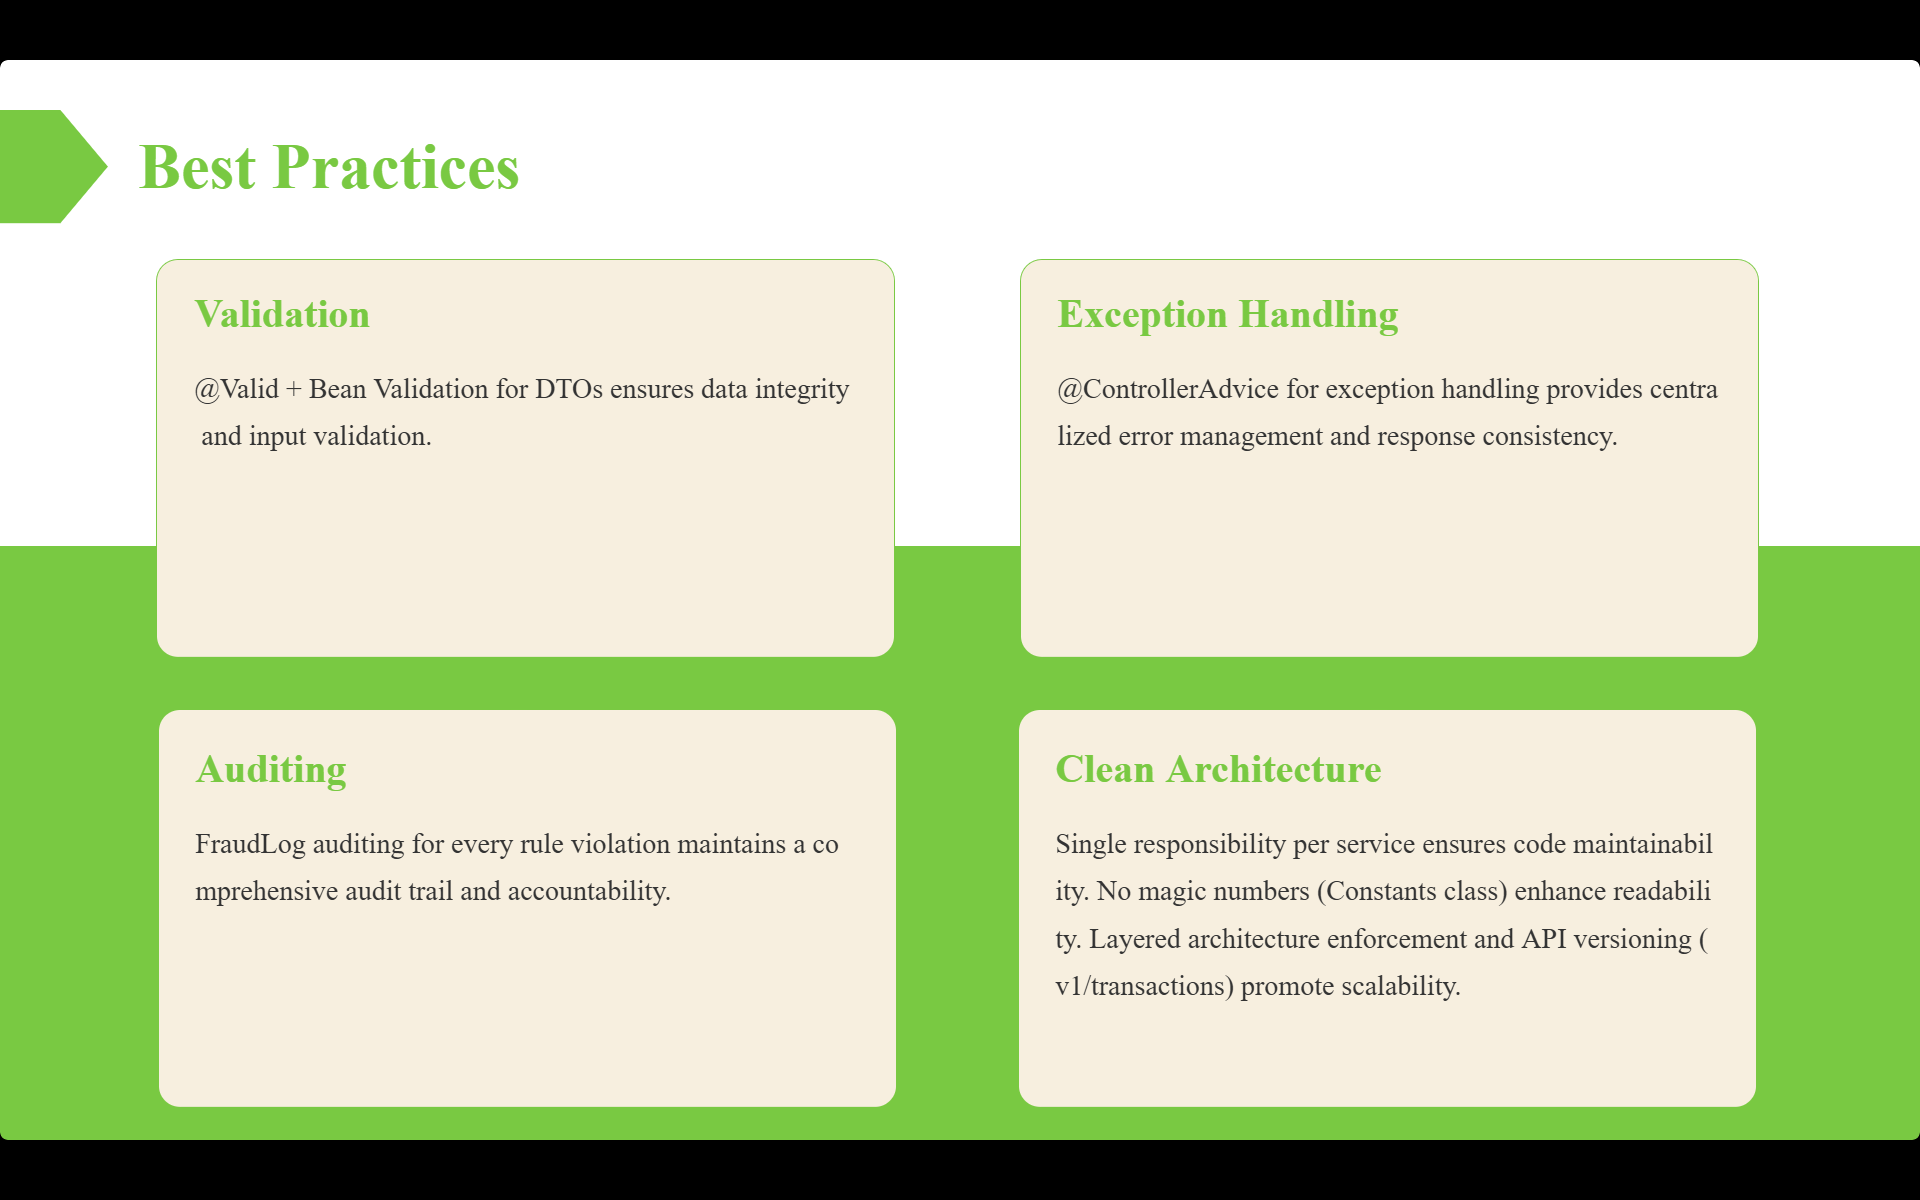 Best Practices
Validation
@Valid + Bean Validation for DTOs ensures data integrity
and input validation.
Exception Handling
@ControllerAdvice for exception handling provides centra
lized error management and response consistency.
Auditing
FraudLog auditing for every rule violation maintains a co
mprehensive audit trail and accountability.
Clean Architecture
Single responsibility per service ensures code maintainabil
ity. No magic numbers (Constants class) enhance readabili
ty. Layered architecture enforcement and API versioning (
v1/transactions) promote scalability.